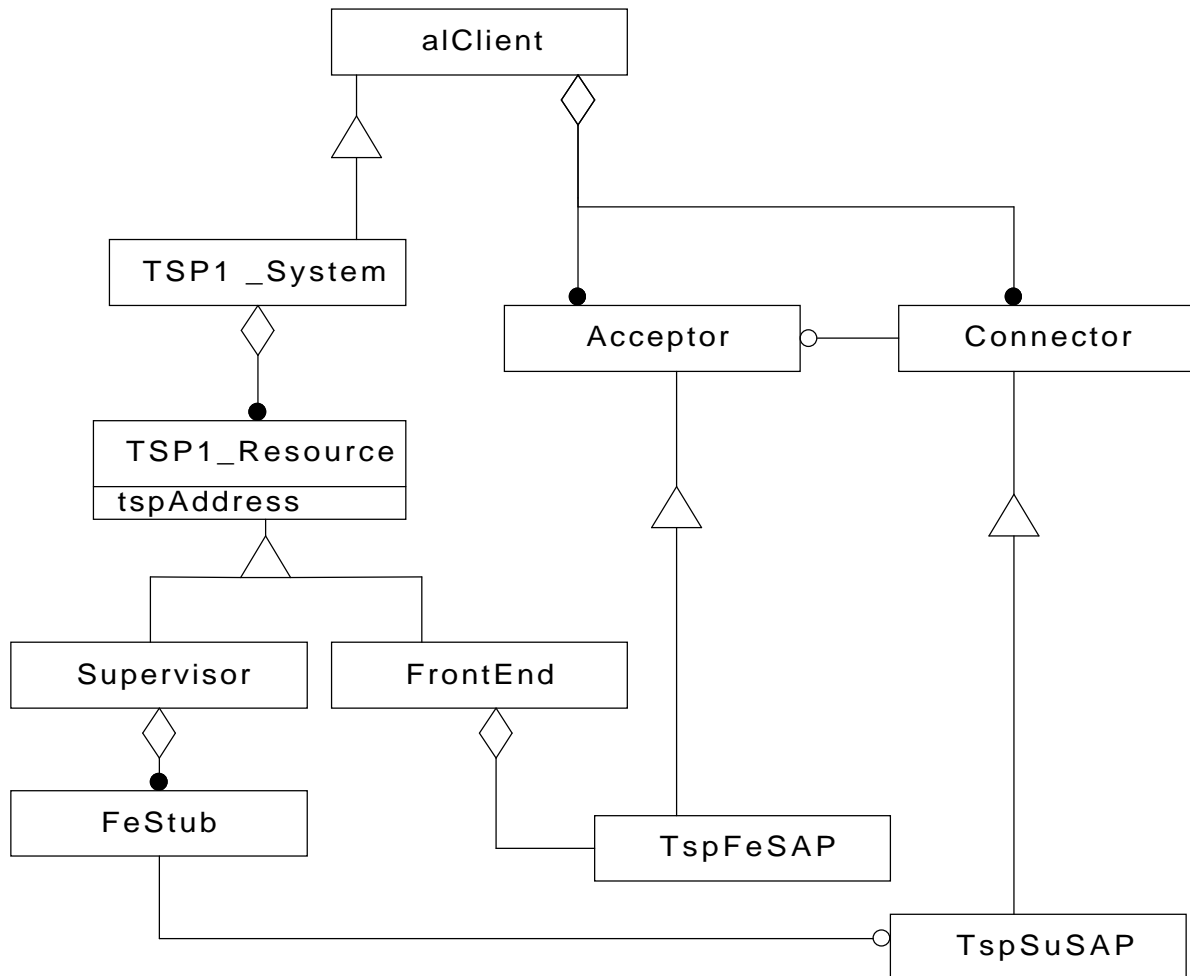 alClient
TSP1 _System
Acceptor
Connector
TSP1_Resource
tspAddress
Supervisor
FrontEnd
FeStub
TspFeSAP
TspSuSAP